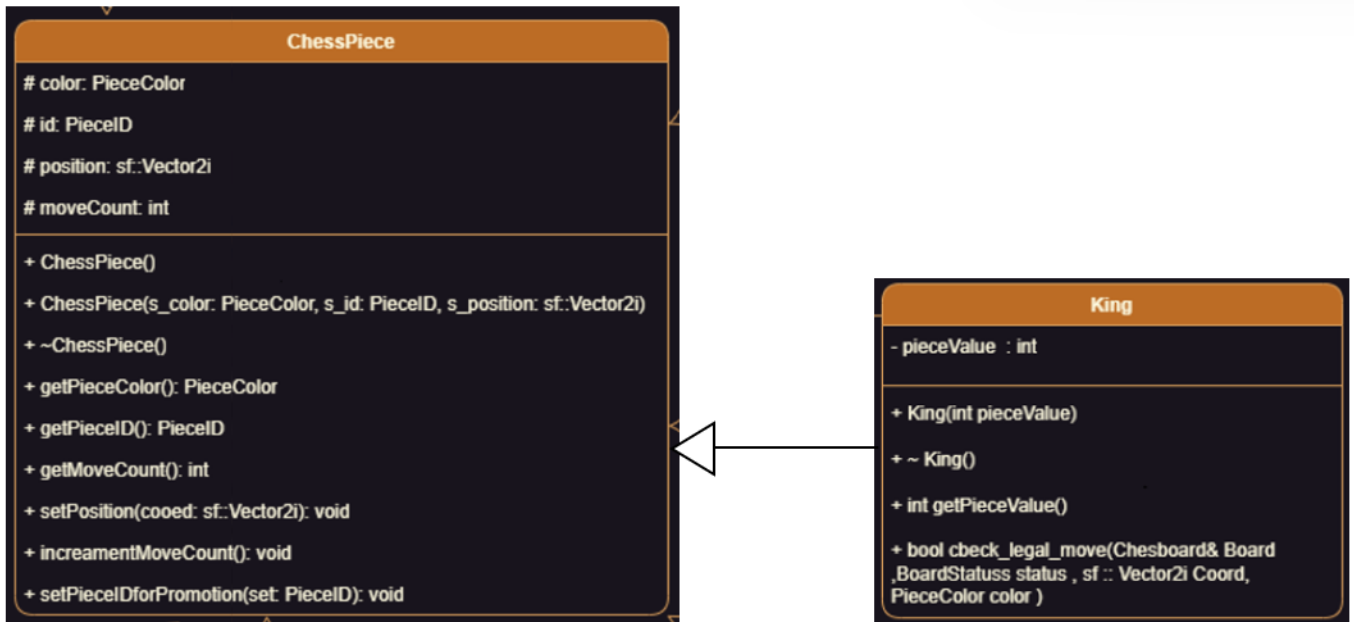 ChessPiece
# color: PieceColor
# id: PieceID
# position: sf::Vector2i
# moveCount: int
+ ChessPiece()
+ ChessPiece(s_color: PieceColor, s_id: PieceID, s_position: sf::Vector2i)
+ ~ChessPiece()
+ getPieceColor(): PieceColor
+ getPieceID(): PieceID
+ getMoveCount(): int
+ setPosition(cooed: sf::Vector2i): void
+ increamentMoveCount(): void
+ setPieceIDforPromotion(set: PieceID): void
King
- pieceValue : int
+ King(int pieceValue)
+ ~ King()
+ int getPieceValue()
+ bool cbeck_legal_move(Chesboard& Board
,BoardStatuss status , sf :: Vector2i Coord,
PieceColor color )